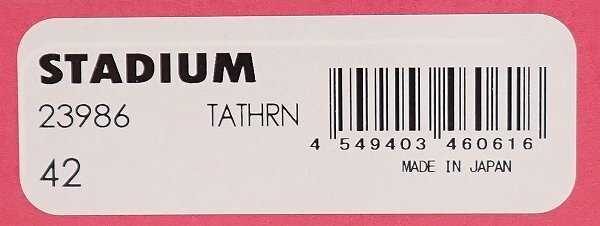 STADIUM
23986 TATHRN
4 549403 460616
42
MADE IN JAPAN